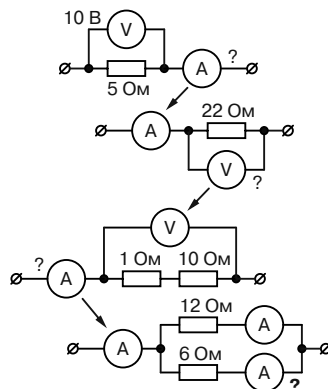 10 В
V
A ?
5 Ом
22 Ом
A
V ?
V
? 1 Ом 10 Ом
A
12 Ом
A
A
6 Ом
A
?